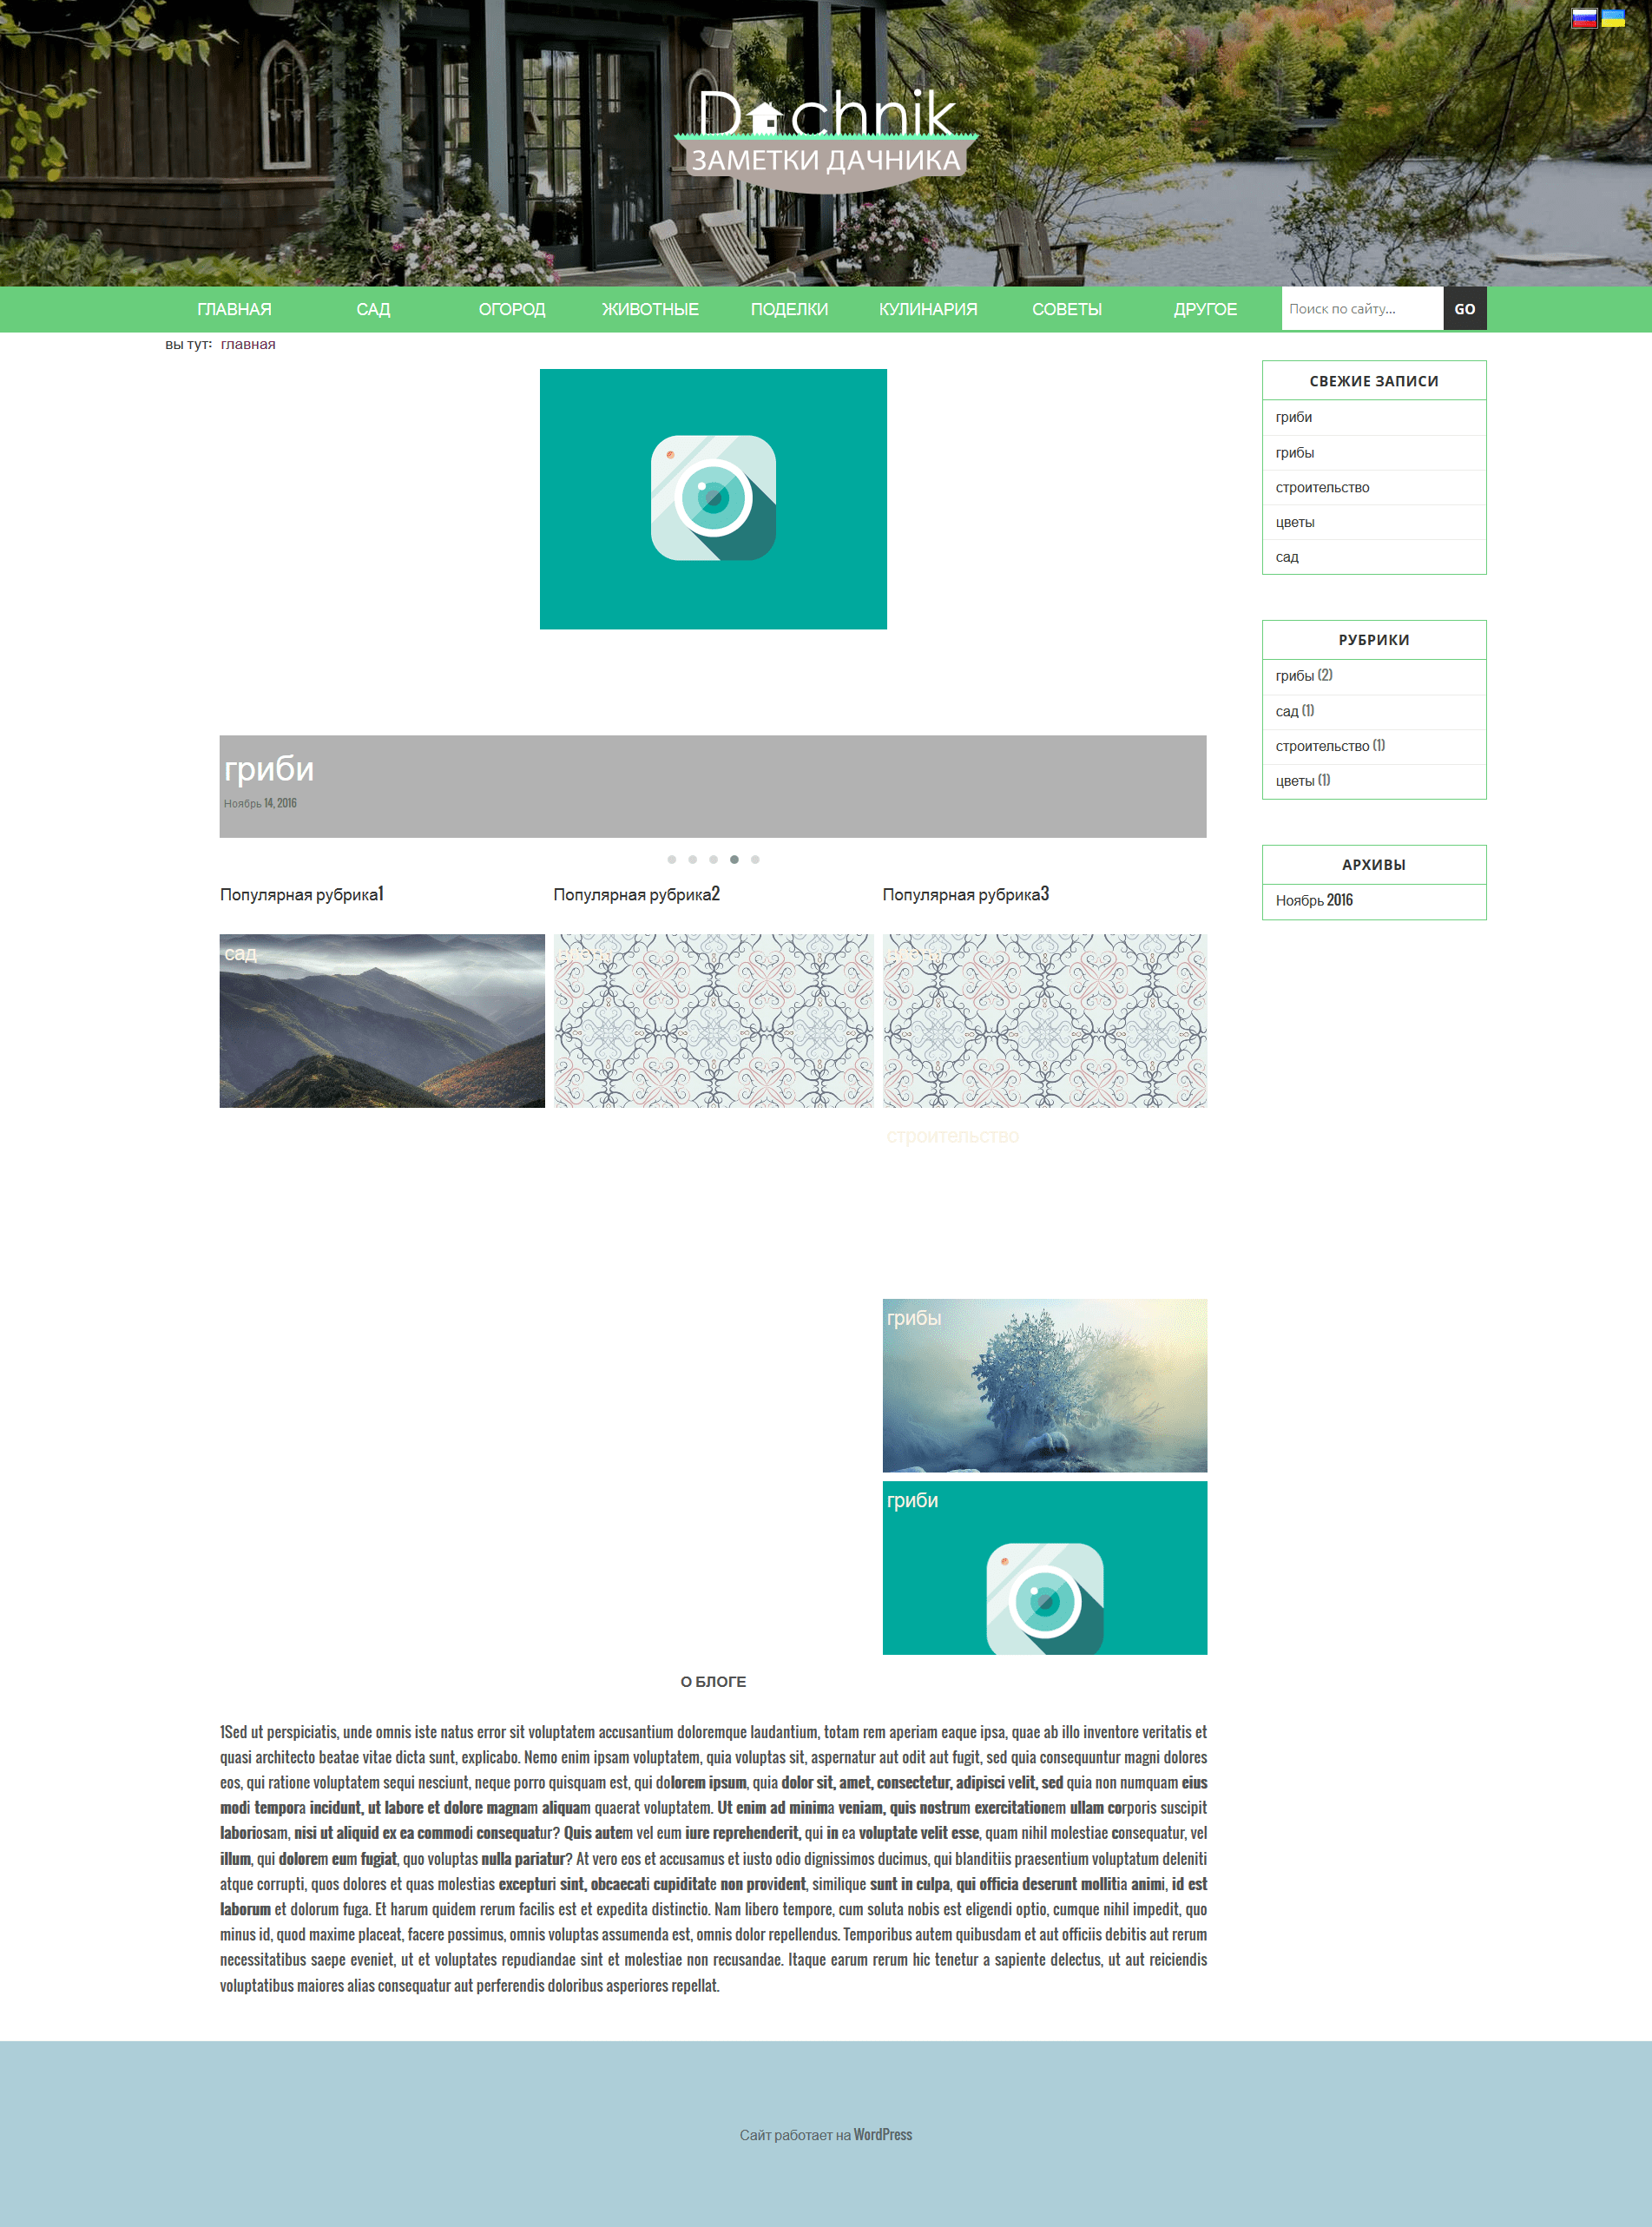 Dachnik
ЗАМЕТКИ ДАЧНИКА
ГЛАВНАЯ САД ОГОРОД ЖИВОТНЫЕ ПОДЕЛКИ КУЛИНАРИЯ СОВЕТЫ ДРУГОЕ Поиск по сайту... GO
вы тут: главная
гриби
Ноябрь 14, 2016
Популярная рубрика1
Популярная рубрика2
Популярная рубрика3
сад
строительство
грибы
гриби
О БЛОГЕ
1Sed ut perspiciatis, unde omnis iste natus error sit voluptatem accusantium doloremque laudantium, totam rem aperiam eaque ipsa, quae ab illo inventore veritatis et
quasi architecto beatae vitae dicta sunt, explicabo. Nemo enim ipsam voluptatem, quia voluptas sit, aspernatur aut odit aut fugit, sed quia consequuntur magni dolores
eos, qui ratione voluptatem sequi nesciunt, neque porro quisquam est, qui dolorem ipsum, quia dolor sit, amet, consectetur, adipisci velit, sed quia non numquam eius
modi tempora incidunt, ut labore et dolore magnam aliquam quaerat voluptatem. Ut enim ad minima veniam, quis nostrum exercitationem ullam corporis suscipit
laboriosam, nisi ut aliquid ex ea commodi consequatur? Quis autem vel eum iure reprehenderit, qui in ea voluptate velit esse, quam nihil molestiae consequatur, vel
illum, qui dolorem eum fugiat, quo voluptas nulla pariatur? At vero eos et accusamus et iusto odio dignissimos ducimus, qui blanditiis praesentium voluptatum deleniti
atque corrupti, quos dolores et quas molestias excepturi sint, obcaecati cupiditate non provident, similique sunt in culpa, qui officia deserunt mollitia animi, id est
laborum et dolorum fuga. Et harum quidem rerum facilis est et expedita distinctio. Nam libero tempore, cum soluta nobis est eligendi optio, cumque nihil impedit, quo
minus id, quod maxime placeat, facere possimus, omnis voluptas assumenda est, omnis dolor repellendus. Temporibus autem quibusdam et aut officiis debitis aut rerum
necessitatibus saepe eveniet, ut et voluptates repudiandae sint et molestiae non recusandae. Itaque earum rerum hic tenetur a sapiente delectus, ut aut reiciendis
voluptatibus maiores alias consequatur aut perferendis doloribus asperiores repellat.
СВЕЖИЕ ЗАПИСИ
гриби
грибы
строительство
цветы
сад
РУБРИКИ
грибы (2)
сад (1)
строительство (1)
цветы (1)
АРХИВЫ
Ноябрь 2016
Сайт работает на WordPress